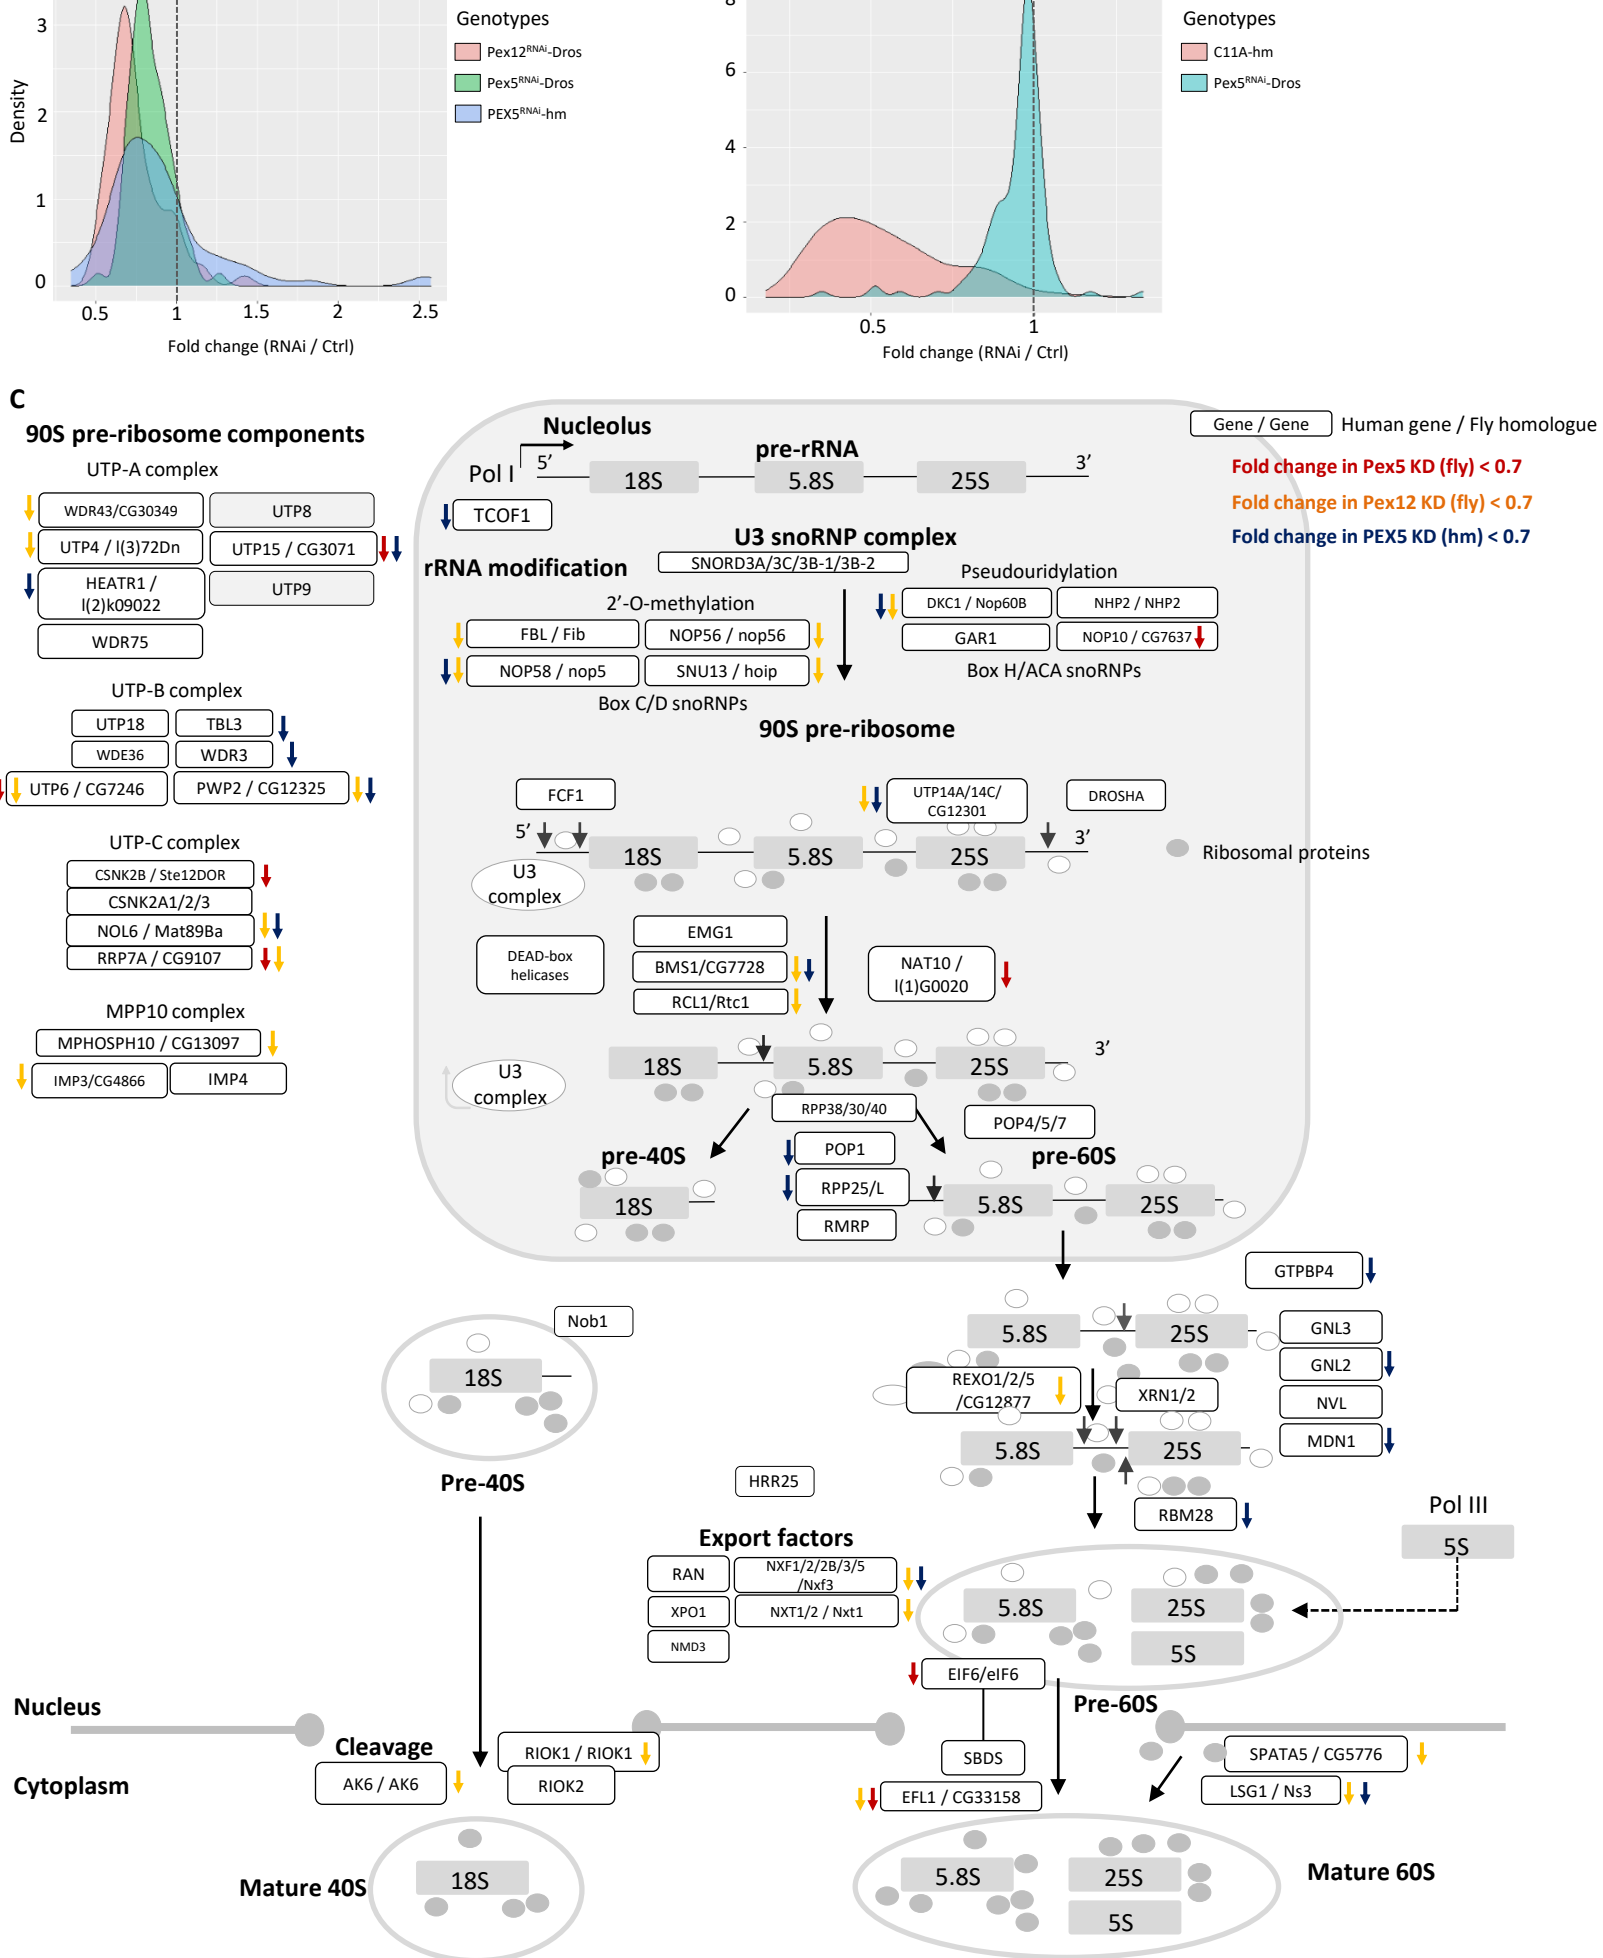 Density
3
2
1
0
0.5
1
1.5
2
2.5
Fold change (RNAi / Ctrl)
Genotypes
Pex12RNAi-Dros
Pex5RNAi-Dros
PEX5RNAi-hm
8
6
4
2
0
0.5
1
Fold change (RNAi / Ctrl)
Genotypes
C11A-hm
Pex5RNAi-Dros
C
90S pre-ribosome components
UTP-A complex
WDR43/CG30349
UTP8
UTP4 / l(3)72Dn
UTP15 / CG3071
HEATR1 /
l(2)k09022
UTP9
WDR75
UTP-B complex
UTP18
TBL3
WDE36
WDR3
UTP6 / CG7246
PWP2 / CG12325
UTP-C complex
CSNK2B / Ste12DOR
CSNK2A1/2/3
NOL6 / Mat89Ba
RRP7A / CG9107
MPP10 complex
MPHOSPH10 / CG13097
IMP3/CG4866
IMP4
Gene / Gene
Human gene / Fly homologue
Fold change in Pex5 KD (fly) < 0.7
Fold change in Pex12 KD (fly) < 0.7
Fold change in PEX5 KD (hm) < 0.7
Nucleolus
pre-rRNA
Pol I
5’
18S
5.8S
25S
3’
TCOF1
U3 snoRNP complex
SNORD3A/3C/3B-1/3B-2
rRNA modification
2’-O-methylation
FBL / Fib
NOP56 / nop56
NOP58 / nop5
SNU13 / hoip
Box C/D snoRNPs
Pseudouridylation
DKC1 / Nop60B
NHP2 / NHP2
GAR1
NOP10 / CG7637
Box H/ACA snoRNPs
90S pre-ribosome
FCF1
UTP14A/14C/
CG12301
DROSHA
5’
18S
5.8S
25S
3’
U3
complex
Ribosomal proteins
DEAD-box
helicases
EMG1
BMS1/CG7728
RCL1/Rtc1
NAT10 /
l(1)G0020
18S
5.8S
25S
3’
U3
complex
RPP38/30/40
POP4/5/7
POP1
pre-40S
pre-60S
RPP25/L
18S
5.8S
25S
RMRP
GTPBP4
Nob1
5.8S
25S
GNL3
18S
GNL2
REXO1/2/5
/CG12877
XRN1/2
NVL
5.8S
25S
MDN1
Pre-40S
HRR25
RBM28
Pol III
5S
Export factors
RAN
NXF1/2/2B/3/5
/Nxf3
XPO1
NXT1/2 / Nxt1
NMD3
5.8S
25S
5S
EIF6/eIF6
Pre-60S
Nucleus
Cleavage
RIOK1 / RIOK1
SBDS
SPATA5 / CG5776
Cytoplasm
AK6 / AK6
RIOK2
EFL1 / CG33158
LSG1 / Ns3
Mature 40S
18S
5.8S
25S
5S
Mature 60S